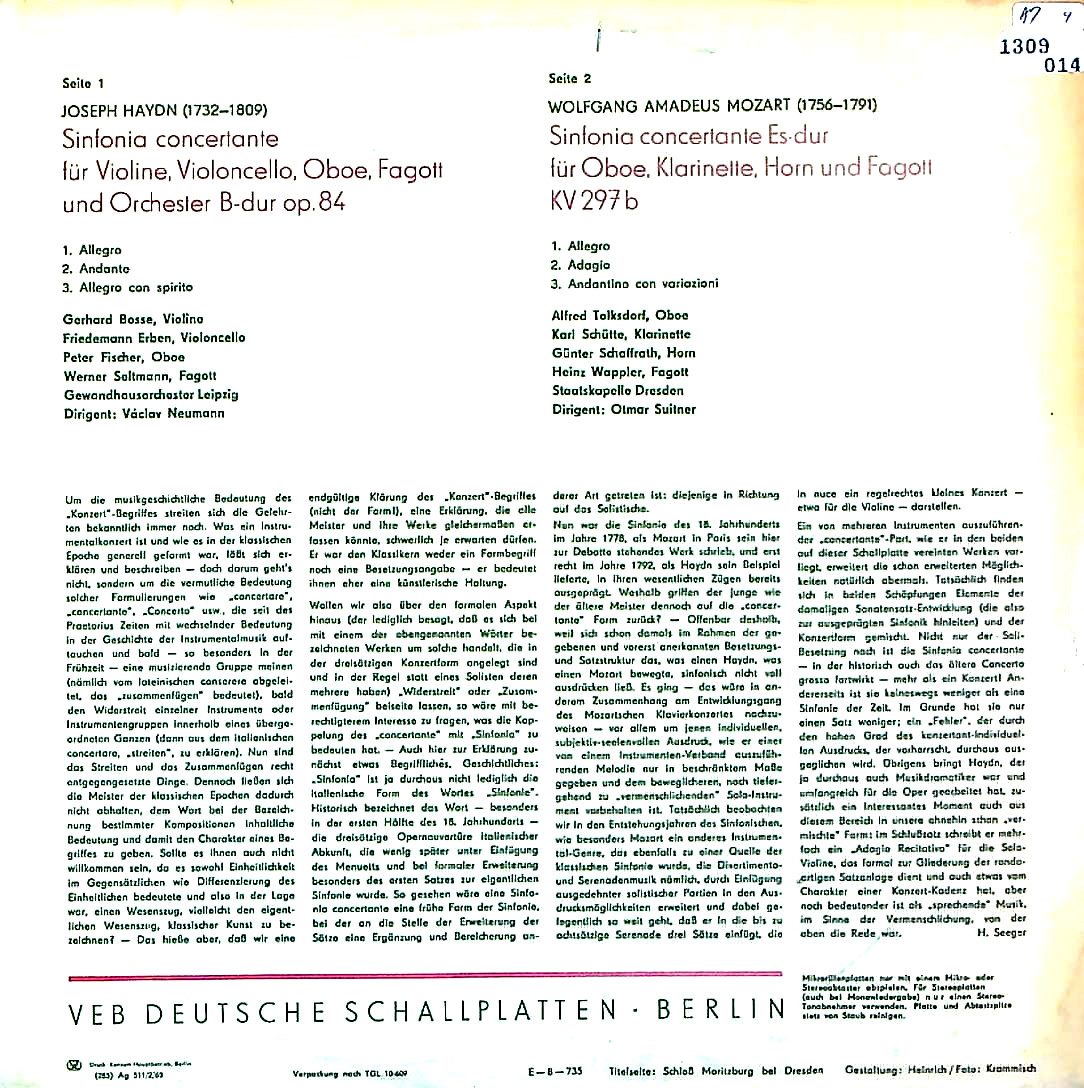 17 4
1309
014
Seite 1
JOSEPH HAYDN (1732–1809)
Sinfonia concertante
für Violine, Violoncello, Oboe, Fagott
und Orchester B-dur op. 84
1. Allegro
2. Andante
3. Allegro con spirito
Gerhard Bosse, Violine
Friedemann Erben, Violoncello
Peter Fischer, Oboe
Werner Seltmann, Fagott
Gewandhausorchester Leipzig
Dirigent: Václav Neumann
Seite 2
WOLFGANG AMADEUS MOZART (1756–1791)
Sinfonia concertante Es-dur
für Oboe, Klarinette, Horn und Fagott
KV 297 b
1. Allegro
2. Adagio
3. Andantino con variazioni
Alfred Tolksdorf, Oboe
Karl Schütte, Klarinette
Günter Schaffrath, Horn
Heinz Wappler, Fagott
Staatskapelle Dresden
Dirigent: Otmar Suitner
Um die musikgeschichtliche Bedeutung des
„Konzert"-Begriffes streiten sich die Gelehr-
ten bekanntlich immer noch. Was ein Instru-
mentalkonzert ist und wie es in der klassischen
Epoche generell geformt war, läßt sich er-
klären und beschreiben — doch darum geht's
nicht, sondern um die vermutliche Bedeutung
solcher Formulierungen wie „concertare",
„concertante", „Concerto" usw., die seit des
Praetorius Zeiten mit wechselnder Bedeutung
in der Geschichte der Instrumentalmusik auf-
tauchen und bald — so besonders in der
Frühzeit — eine musizierende Gruppe meinen
(nämlich vom lateinischen conserere abgelei-
tet, das „zusammenfügen" bedeutet), bald
den Widerstreit einzelner Instrumente oder
Instrumentengruppen innerhalb eines überge-
ordneten Ganzen (dann aus dem italienischen
concertare, „streiten", zu erklären). Nun sind
das Streiten und das Zusammenfügen recht
entgegengesetzte Dinge. Dennoch ließen sich
die Meister der klassischen Epochen dadurch
nicht abhalten, dem Wort bei der Bezeich-
nung bestimmter Kompositionen inhaltliche
Bedeutung und damit den Charakter eines Be-
griffes zu geben. Sollte es ihnen auch nicht
willkommen sein, da es sowohl Einheitlichkeit
im Gegensätzlichen wie Differenzierung des
Einheitlichen bedeutete und also in der Lage
war, einen Wesenszug, vielleicht den eigent-
lichen Wesenszug, klassischer Kunst zu be-
zeichnen? — Das hieße aber, daß wir eine
endgültige Klärung des „Konzert"-Begriffes
(nicht der Form!), eine Erklärung, die alle
Meister und ihre Werke gleichermaßen er-
fassen könnte, schwerlich je erwarten dürfen.
Er war den Klassikern weder ein Formbegriff
noch eine Besetzungsangabe — er bedeutet
ihnen eher eine künstlerische Haltung.
Wollen wir also über den formalen Aspekt
hinaus (der lediglich besagt, daß es sich bei
mit einem der obengenannten Wörter be-
zeichneten Werken um solche handelt, die in
der dreisätzigen Konzertform angelegt sind
und in der Regel statt eines Solisten deren
mehrere haben) „Widerstreit" oder „Zusam-
menfügung" beiseite lassen, so wäre mit be-
rechtigterem Interesse zu fragen, was die Kop-
pelung des „concertante" mit „Sinfonia" zu
bedeuten hat. — Auch hier zur Erklärung zu-
nächst etwas Begriffliches, Geschichtliches:
„Sinfonia" ist ja durchaus nicht lediglich die
italienische Form des Wortes „Sinfonie".
Historisch bezeichnet das Wort — besonders
in der ersten Hälfte des 18. Jahrhunderts —
die dreisätzige Opernouvertüre italienischer
Abkunft, die wenig später unter Einfügung
des Menuetts und bei formaler Erweiterung
besonders des ersten Satzes zur eigentlichen
Sinfonie wurde. So gesehen wäre eine Sinfo-
nia concertante eine frühe Form der Sinfonie,
bei der an die Stelle der Erweiterung der
Sätze eine Ergänzung und Bereicherung an-
derer Art getreten ist: diejenige in Richtung
auf das Solistische.
Nun war die Sinfonie des 18. Jahrhunderts
im Jahre 1778, als Mozart in Paris sein hier
zur Debatte stehendes Werk schrieb, und erst
recht im Jahre 1792, als Haydn sein Beispiel
lieferte, in ihren wesentlichen Zügen bereits
ausgeprägt. Weshalb griffen der junge wie
der ältere Meister dennoch auf die „concer-
tante" Form zurück? — Offenbar deshalb,
weil sich schon damals im Rahmen der ge-
gebenen und vorerst anerkannten Besetzungs-
und Satzstruktur das, was einen Haydn, was
einen Mozart bewegte, sinfonisch nicht voll
ausdrücken ließ. Es ging — das wäre in an-
derem Zusammenhang am Entwicklungsgang
des Mozartschen Klavierkonzertes nachzu-
weisen — vor allem um jenen individuellen,
subjektiv-seelenvollen Ausdruck, wie er einer
von einem Instrumenten-Verband auszufüh-
renden Melodie nur in beschränktem Maße
gegeben und dem beweglicheren, noch tiefer-
gehend zu „vermenschlichenden" Solo-Instru-
ment vorbehalten ist. Tatsächlich beobachten
wir in den Entstehungsjahren des Sinfonischen,
wie besonders Mozart ein anderes Instrumen-
tal-Genre, das ebenfalls zu einer Quelle der
klassischen Sinfonie wurde, die Divertimento-
und Serenadenmusik nämlich, durch Einfügung
ausgedehnter solistischer Partien in den Aus-
drucksmöglichkeiten erweitert und dabei ge-
legentlich so weit geht, daß er in die bis zu
achtsätzige Serenade drei Sätze einfügt, die
in nuce ein regelrechtes kleines Konzert —
etwa für die Violine — darstellen.
Ein von mehreren Instrumenten auszuführen-
der „concertante"-Part, wie er in den beiden
auf dieser Schallplatte vereinten Werken vor-
liegt, erweitert die schon erweiterten Möglich-
keiten natürlich abermals. Tatsächlich finden
sich in beiden Schöpfungen Elemente der
damaligen Sonatensatz-Entwicklung (die also
zur ausgeprägten Sinfonik hinleiten) und der
Konzertform gemischt. Nicht nur der Soli-
Besetzung nach ist die Sinfonia concertante
— in der historisch auch das ältere Concerto
grosso fortwirkt — mehr als ein Konzert! An-
dererseits ist sie keineswegs weniger als eine
Sinfonie der Zeit. Im Grunde hat sie nur
einen Satz weniger; ein „Fehler", der durch
den hohen Grad des konzertant-individuel-
len Ausdrucks, der vorherrscht, durchaus aus-
geglichen wird. Übrigens bringt Haydn, der
ja durchaus auch Musikdramatiker war und
umfangreich für die Oper gearbeitet hat, zu-
sätzlich ein interessantes Moment auch aus
diesem Bereich in unsere ohnehin schon „ver-
mischte" Form: im Schlußsatz schreibt er mehr-
fach ein „Adagio Recitativo" für die Solo-
Violine, das formal zur Gliederung der rondo-
artigen Satzanlage dient und auch etwas vom
Charakter einer Konzert-Kadenz hat, aber
noch bedeutender ist als „sprechende" Musik,
im Sinne der Vermenschlichung, von der
oben die Rede war. H. Seeger
VEB DEUTSCHE SCHALLPLATTEN · BERLIN
Mikrorillenplatten nur mit einem Mikro- oder
Stereoabtaster abspielen. Für Stereoplatten
(auch bei Monowiedergabe) nur einen Stereo-
Tonabnehmer verwenden. Platte und Abtastspitze
stets von Staub reinigen.
Druck: Konsum Hauptbetrieb, Berlin
(283) Ag 511/2/63
Verpackung nach TGL 10609
E–B–735
Titelseite: Schloß Moritzburg bei Dresden
Gestaltung: Heinrich / Foto: Krammisch